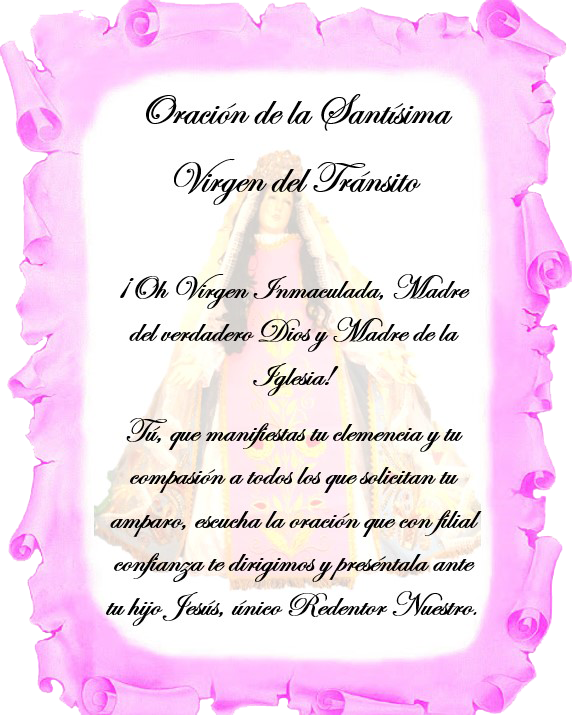 Oración de la Santísima
Virgen del Tránsito
¡Oh Virgen Inmaculada, Madre
del verdadero Dios y Madre de la
Iglesia!
Tú, que manifiestas tu clemencia y tu
compasión a todos los que solicitan tu
amparo, escucha la oración que con filial
confianza te dirigimos y preséntala ante
tu hijo Jesús, único Redentor Nuestro.